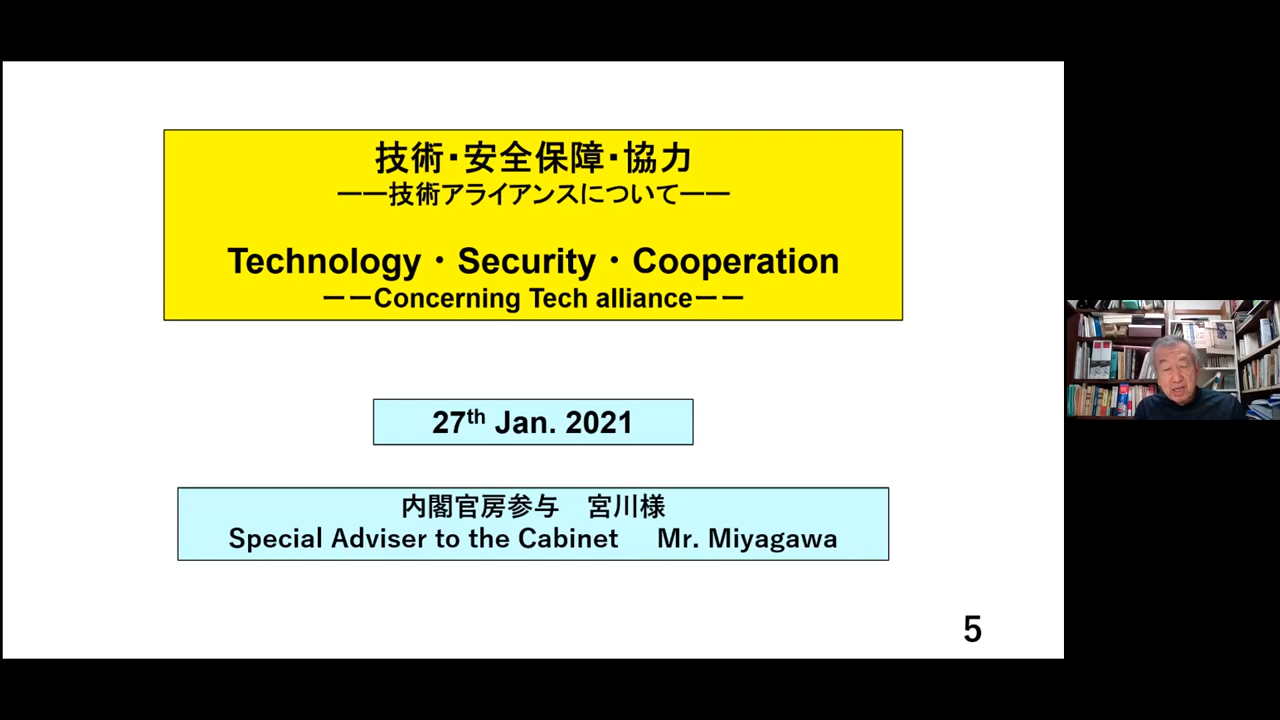 技術・安全保障・協力
ーー技術アライアンスについてーー
Technology・Security・Cooperation
ーーConcerning Tech allianceーー
27th Jan. 2021
内閣官房参与　宮川様
Special Adviser to the Cabinet　Mr. Miyagawa
5